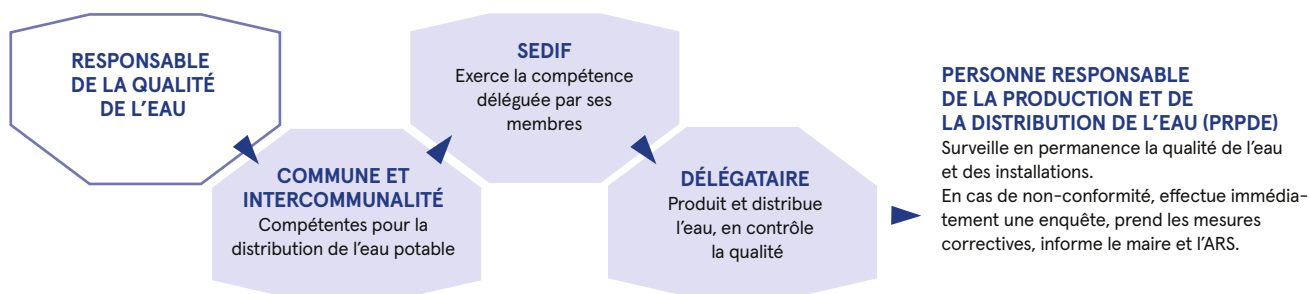 RESPONSABLE
DE LA QUALITÉ
DE L'EAU
COMMUNE ET
INTERCOMMUNALITÉ
Compétentes pour la
distribution de l'eau potable
SEDIF
Exerce la compétence
déléguée par ses
membres
DÉLÉGATAIRE
Produit et distribue
l'eau, en contrôle
la qualité
PERSONNE RESPONSABLE
DE LA PRODUCTION ET DE
LA DISTRIBUTION DE L'EAU (PRPDE)
Surveille en permanence la qualité de l'eau
et des installations.
En cas de non-conformité, effectue immédia-
tement une enquête, prend les mesures
correctives, informe le maire et l'ARS.